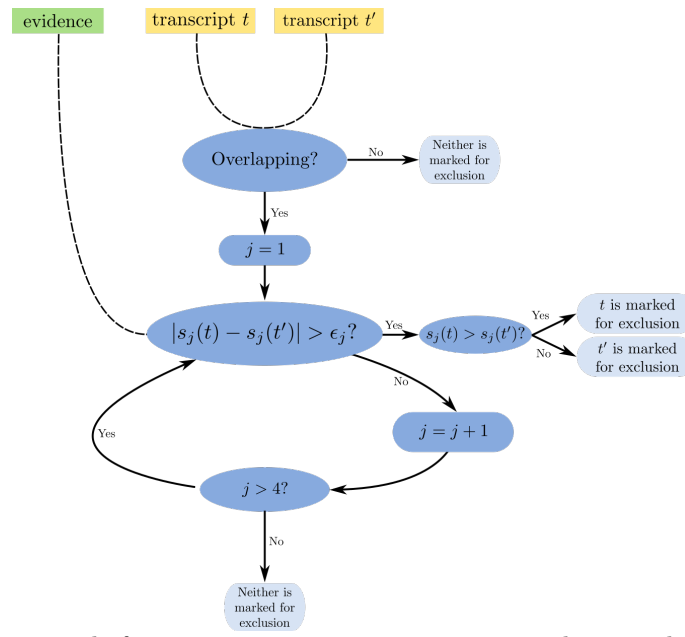 evidence
transcript t
transcript t′
Overlapping?
No
Neither is
marked for
exclusion
Yes
j = 1
|s_j(t) − s_j(t′)| > ϵ_j?
Yes
s_j(t) > s_j(t′)?
Yes
t is marked
for exclusion
No
t′ is marked
for exclusion
No
j = j + 1
Yes
j > 4?
No
Neither is
marked for
exclusion